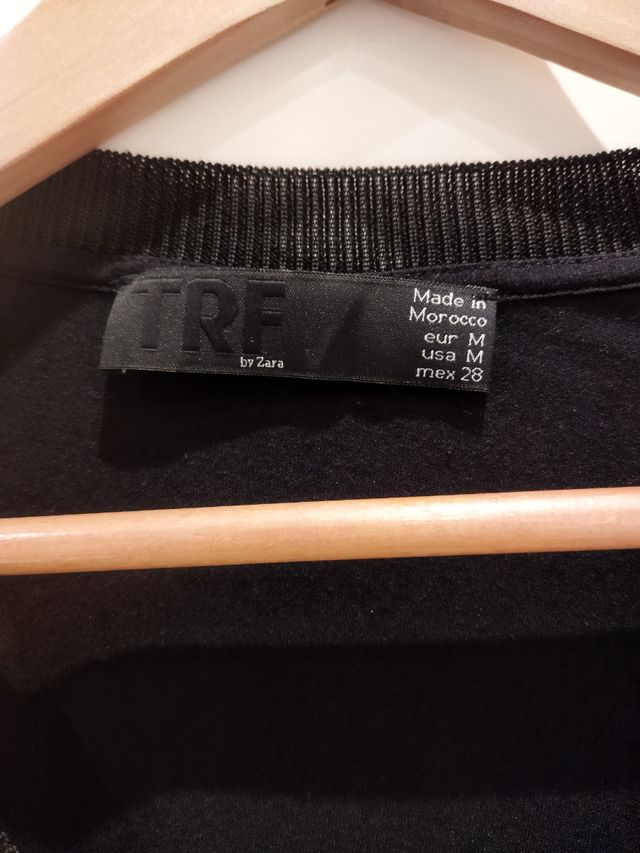 TRF
by Zara
Made in
Morocco
eur M
usa M
mex 28